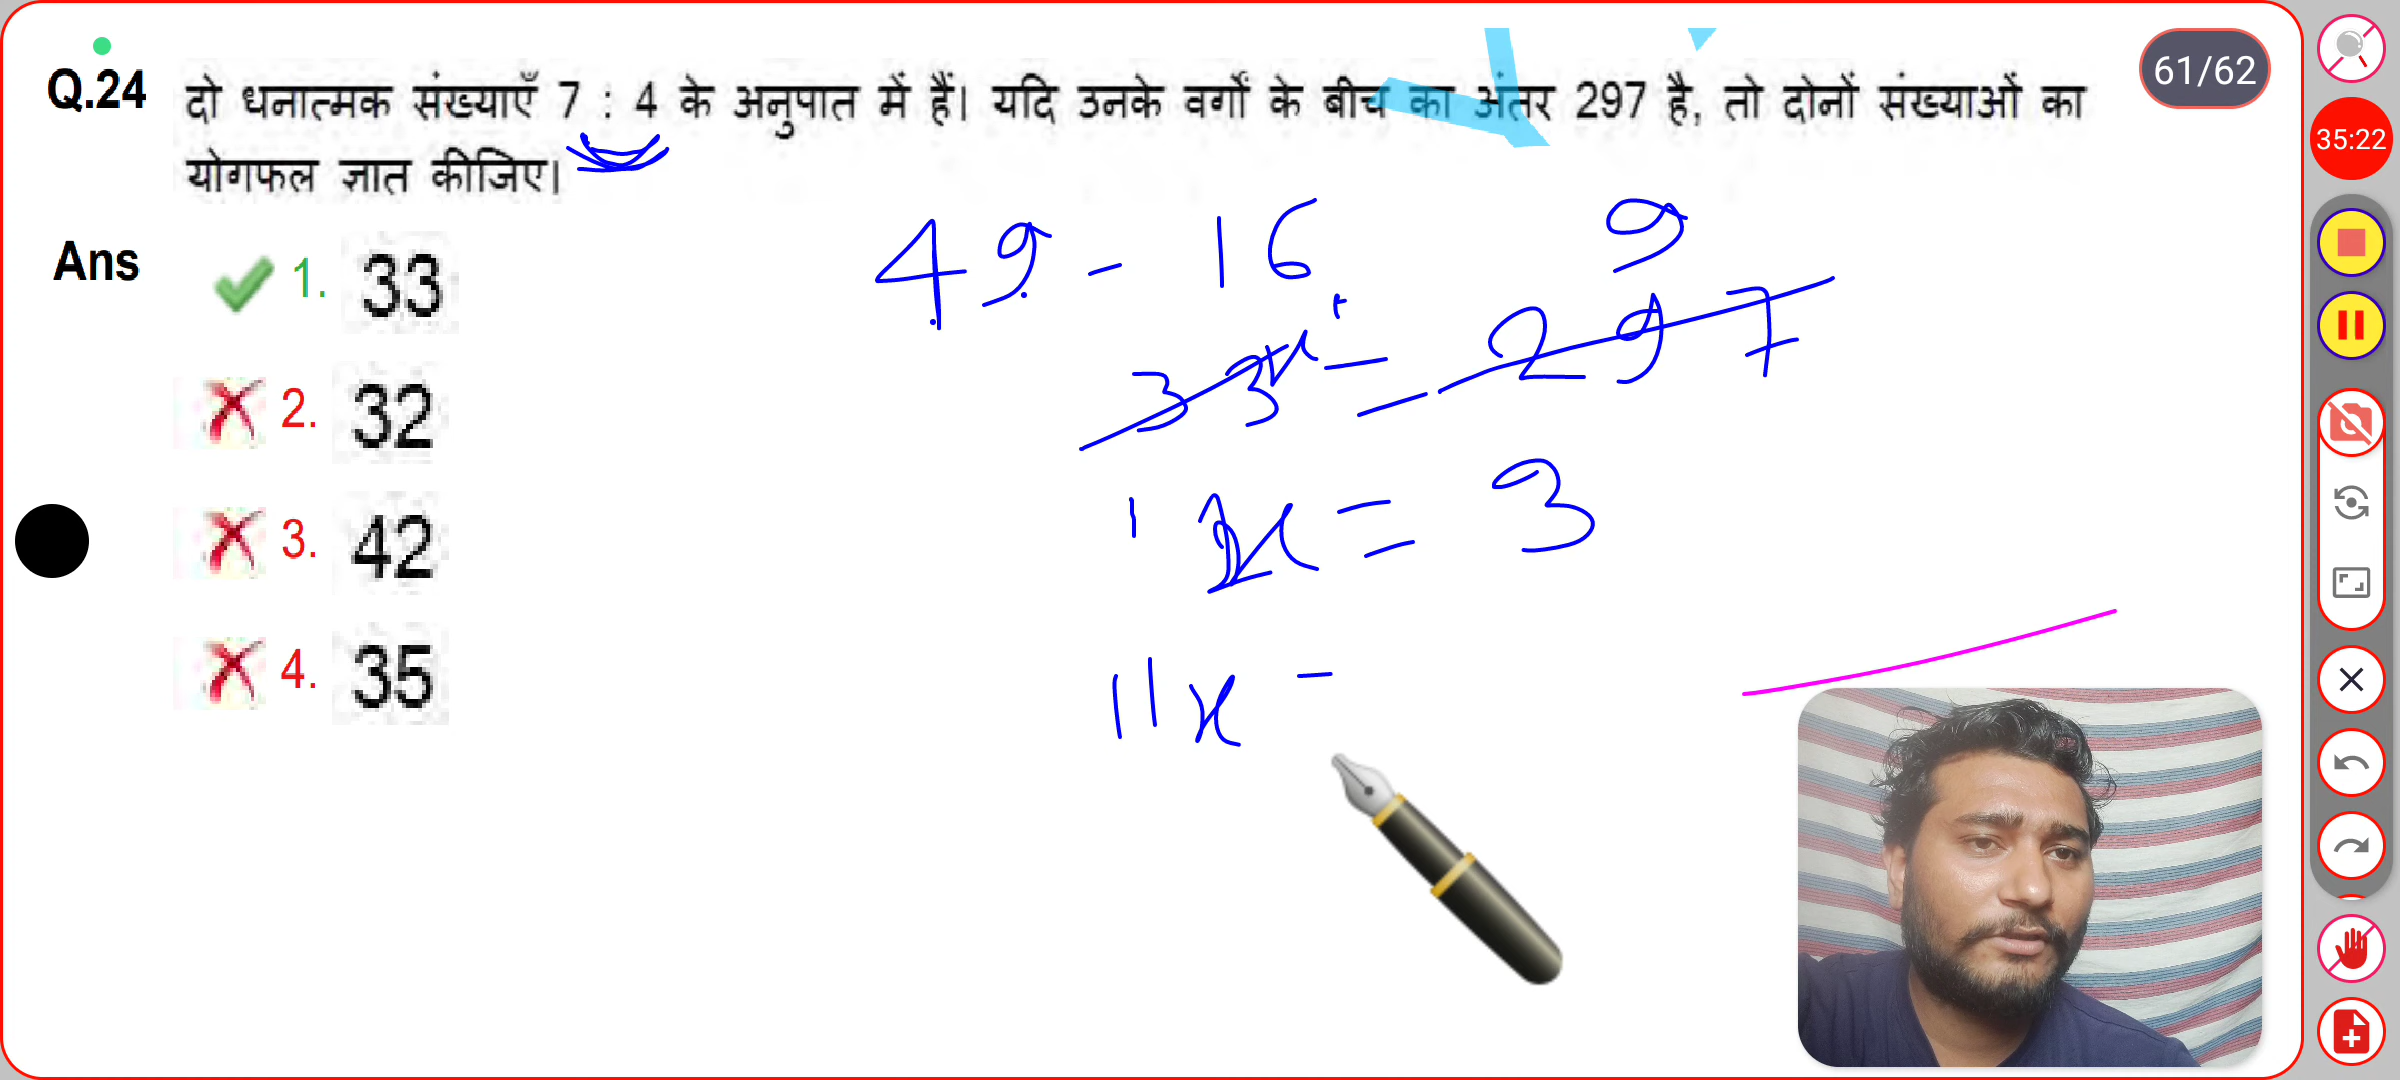 61/62
35:22
Q.24 दो धनात्मक संख्याएँ 7 : 4 के अनुपात में हैं। यदि उनके वर्गों के बीच का अंतर 297 है, तो दोनों संख्याओं का
योगफल ज्ञात कीजिए।
49 - 16
9
33x² = 297
x = 3
11x -
Ans
1. 33
2. 32
3. 42
4. 35